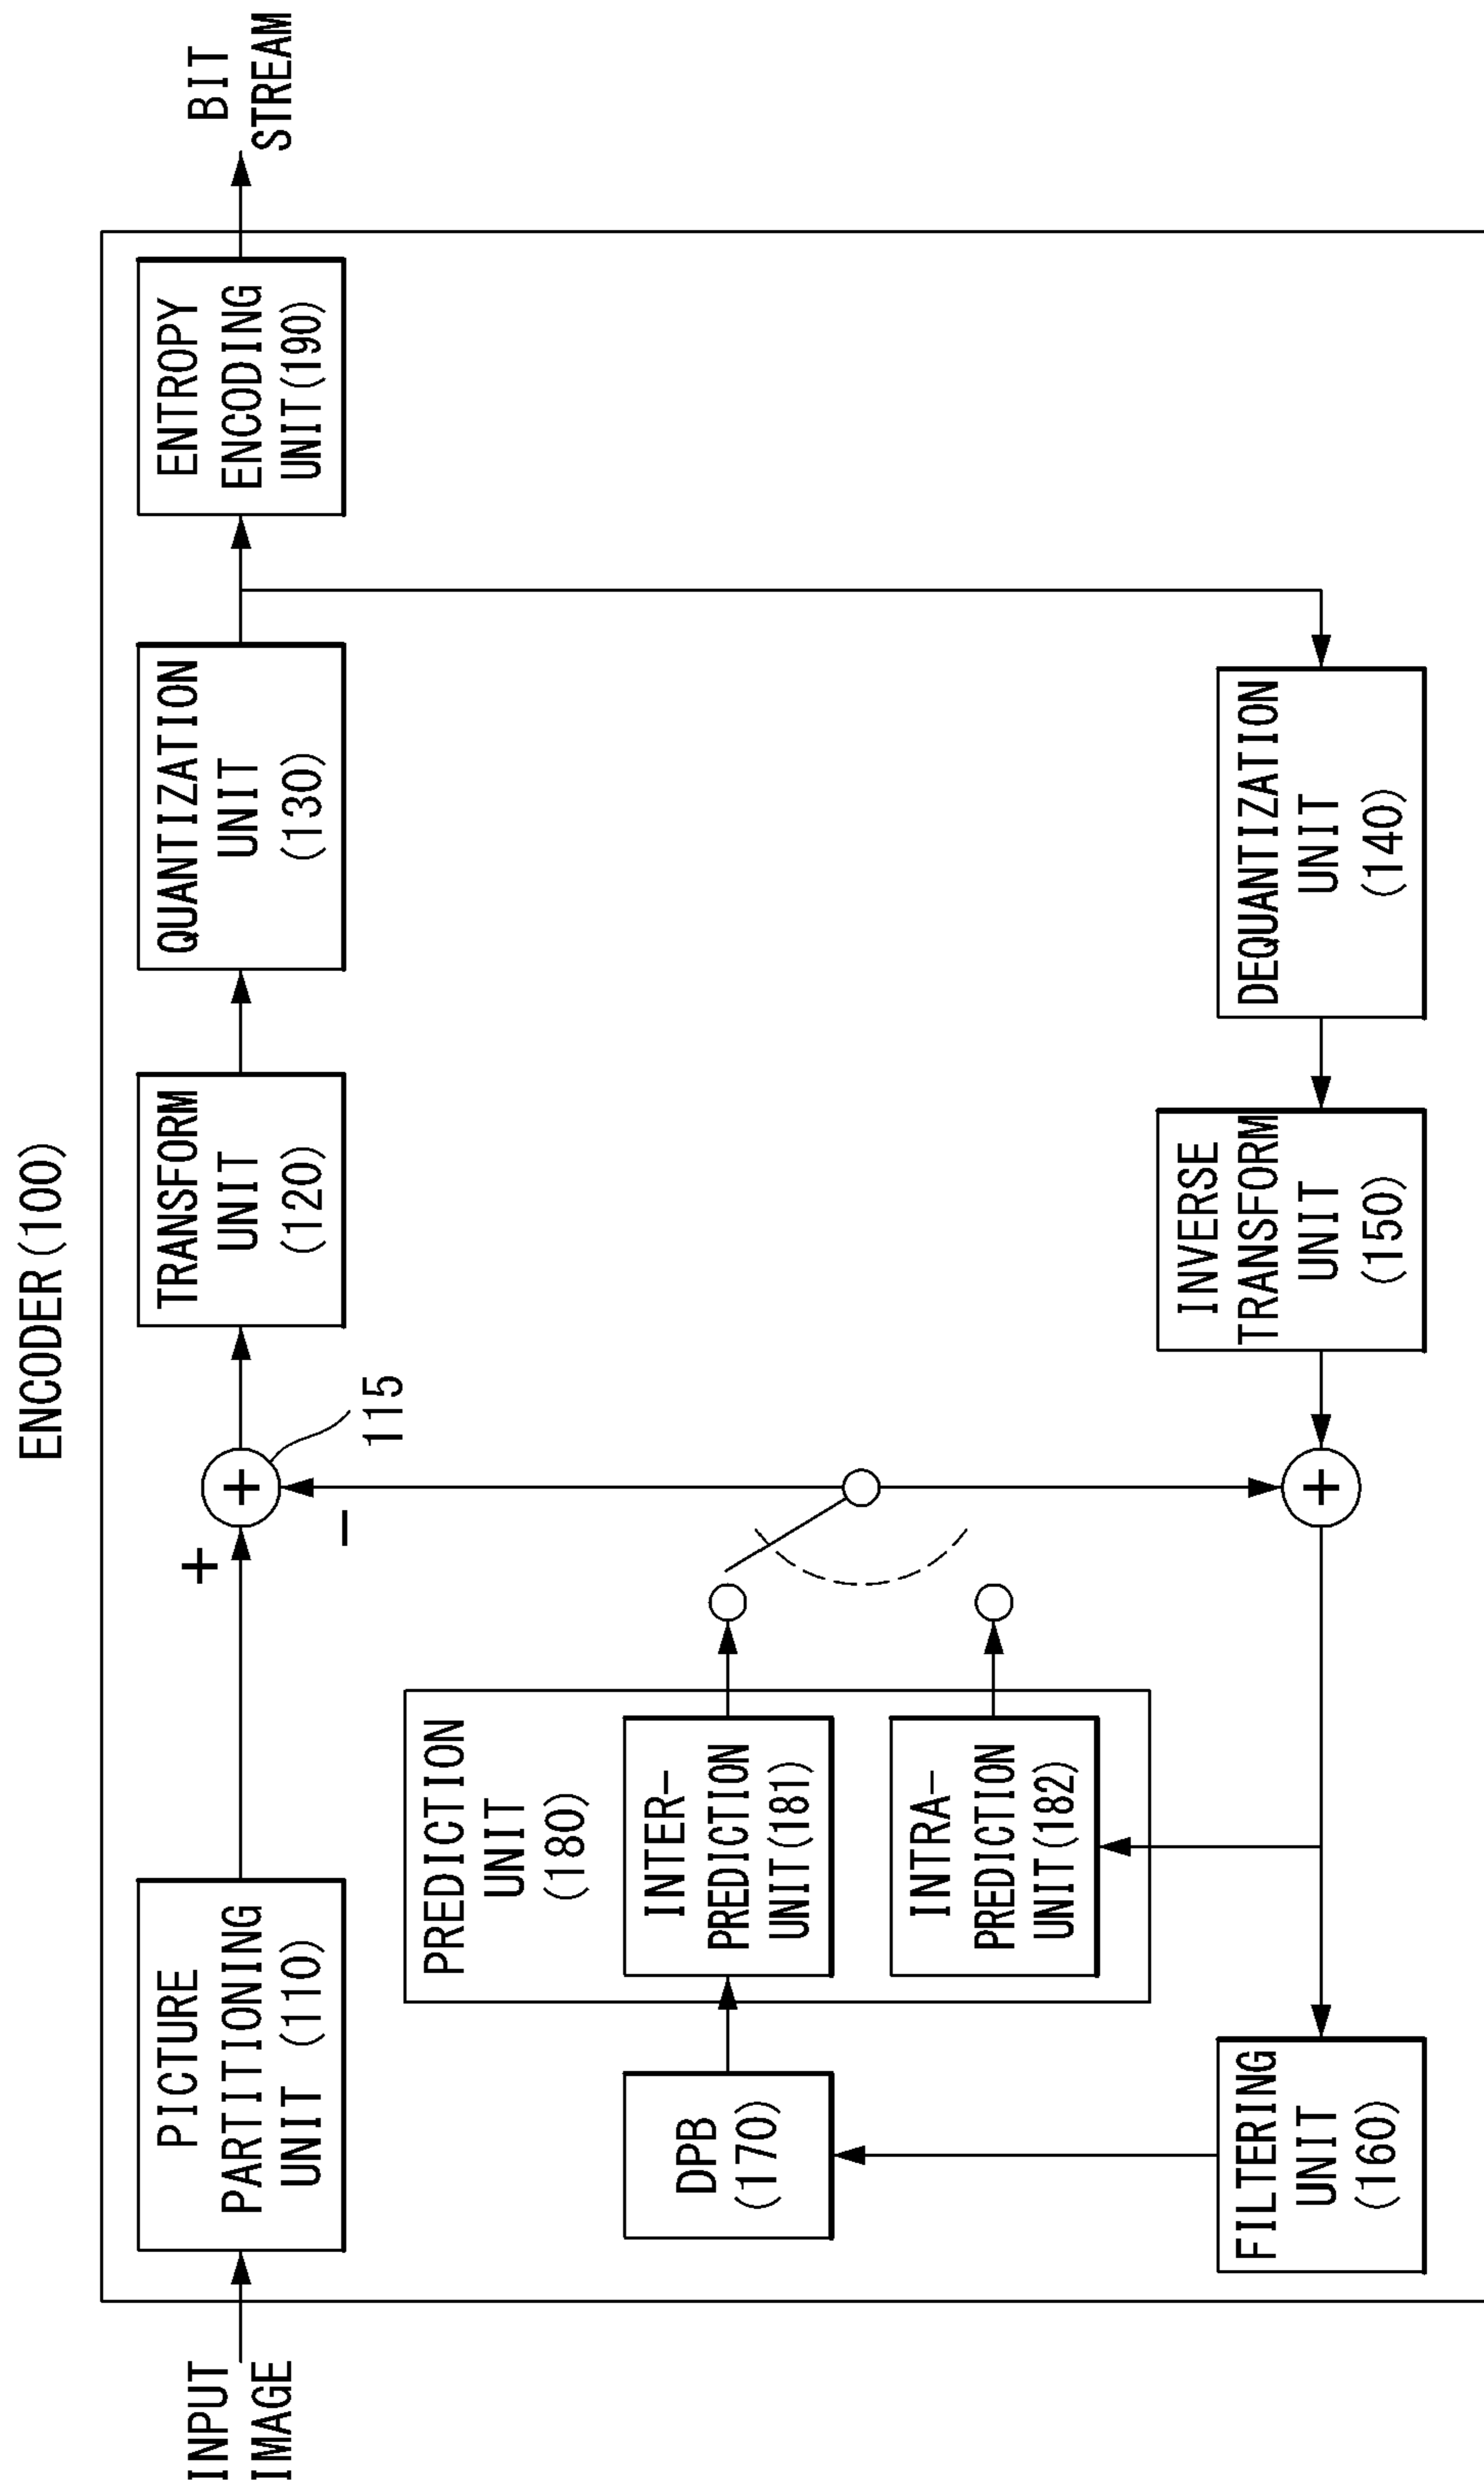 ENCODER(100)
INPUT
IMAGE
PICTURE
PARTITIONING
UNIT (110)
+
+
−
115
TRANSFORM
UNIT
(120)
QUANTIZATION
UNIT
(130)
ENTROPY
ENCODING
UNIT(190)
BIT
STREAM
PREDICTION
UNIT
(180)
DPB
(170)
INTER-
PREDICTION
UNIT(181)
INTRA-
PREDICTION
UNIT(182)
FILTERING
UNIT
(160)
+
INVERSE
TRANSFORM
UNIT
(150)
DEQUANTIZATION
UNIT
(140)